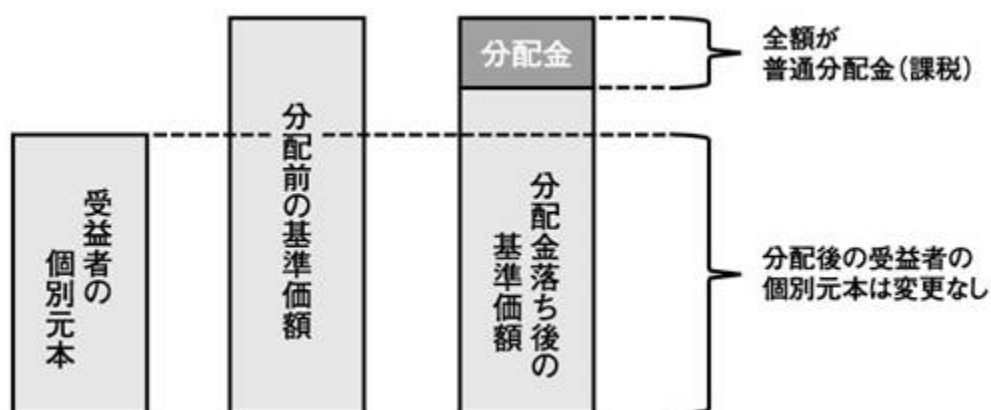 受益者の
個別元本
分配前の基準価額
分配金
分配金落ち後の
基準価額
全額が
普通分配金(課税)
分配後の受益者の
個別元本は変更なし